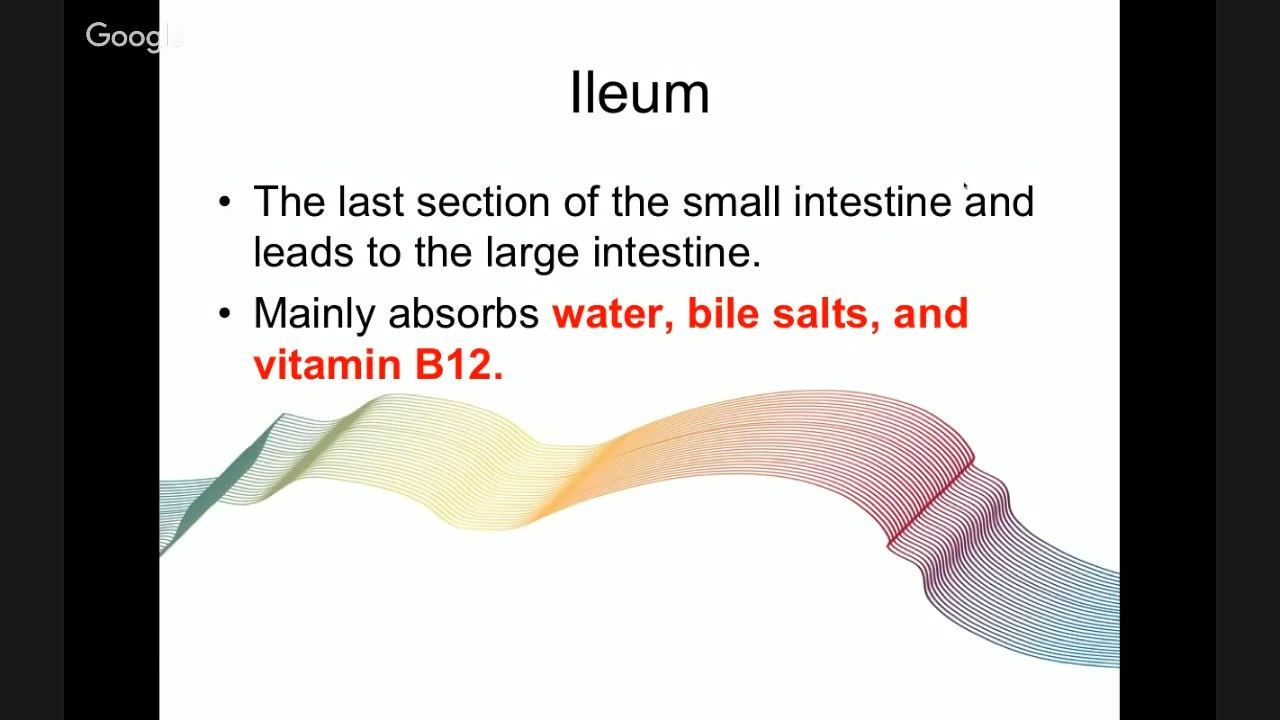 Google
Ileum
• The last section of the small intestine and
leads to the large intestine.
• Mainly absorbs water, bile salts, and
vitamin B12.